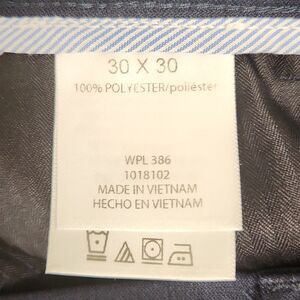 30 X 30
100% POLYESTER/poliéster
WPL 386
1018102
MADE IN VIETNAM
HECHO EN VIETNAM